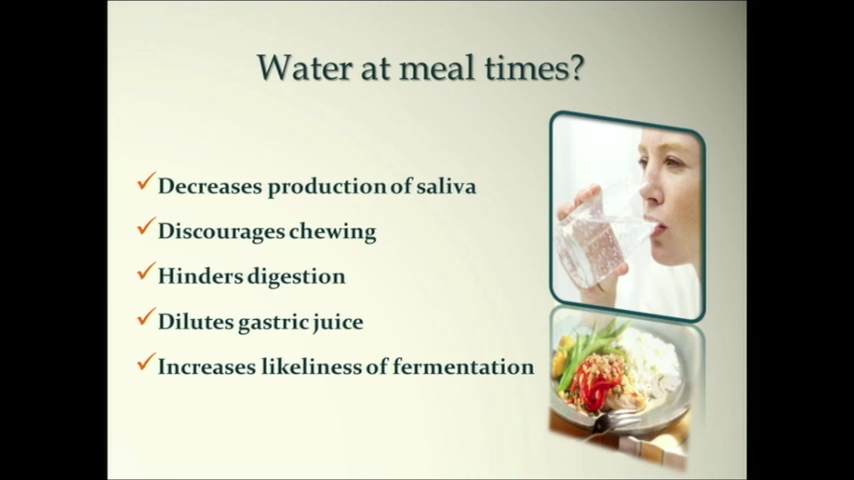 Water at meal times?
Decreases production of saliva
Discourages chewing
Hinders digestion
Dilutes gastric juice
Increases likeliness of fermentation